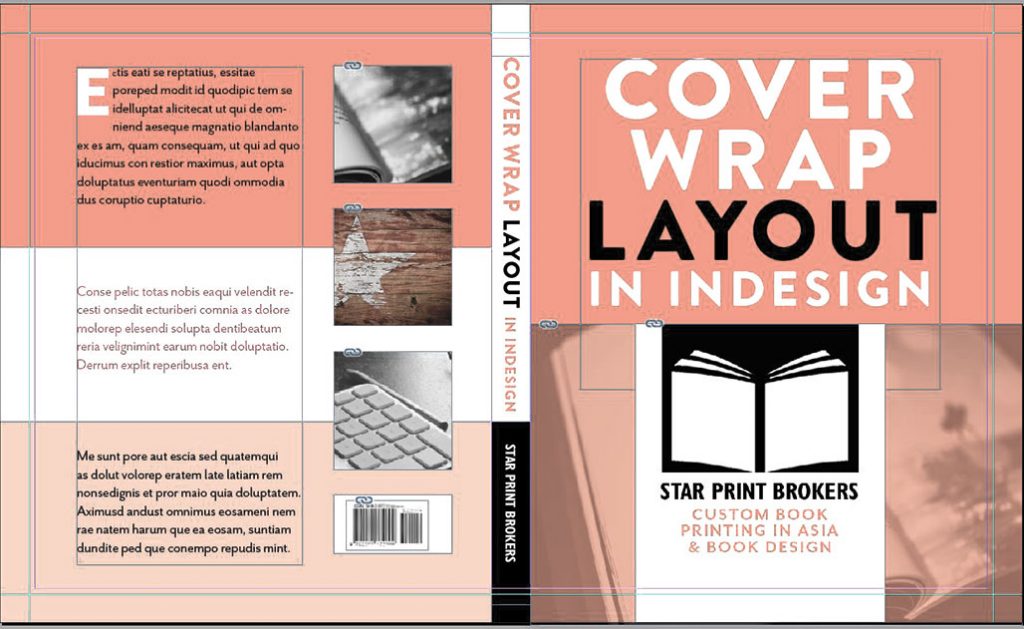 Etis eati se reptatius, essitae
poreped modit id quodipic tem se
idelluptat alicitecat ut qui de om-
niend aeseque magnatio blandanto
ex es am, quam consequam, ut qui ad quo
iducimus con restior maximus, aut opta
doluptatus eventuriam quodi ommodia
dus coruptio cuptaturio.
Conse pelic totas nobis eaqui velendit re-
cesti onsedit ecturiberi comnia as dolore
molorep elesendi solupta dentibeatum
reria velignimint earum nobit doluptatio.
Derrum explit reperibusa ent.
Me sunt pore aut escia sed quatemqui
as dolut volorep eratem late latiam rem
nonsedignis et pror maio quia doluptatem.
Aximusd andust omnimus eosameni nem
rae natem harum que ea eosam, suntiam
dundite ped que conempo repudis mint.
COVER WRAP LAYOUT IN INDESIGN
STAR PRINT BROKERS
COVER
WRAP
LAYOUT
IN INDESIGN
STAR PRINT BROKERS
CUSTOM BOOK
PRINTING IN ASIA
& BOOK DESIGN